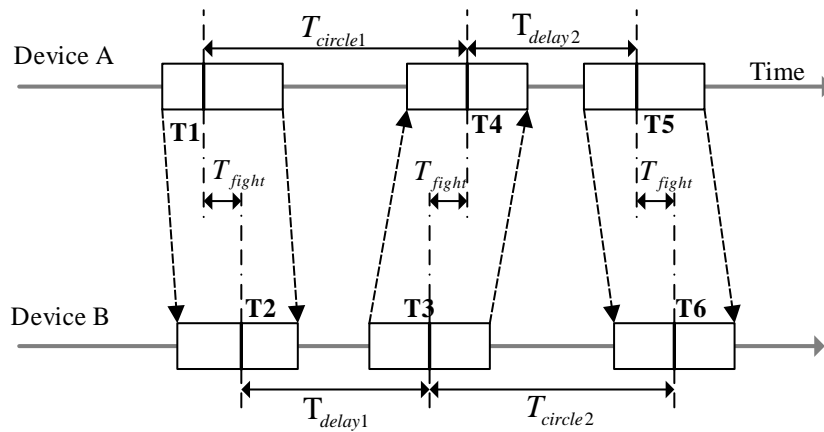 T_circle1 T_delay2
Device A Time
T1 T4 T5
T_fight T_fight T_fight
T2 T3 T6
Device B
T_delay1 T_circle2